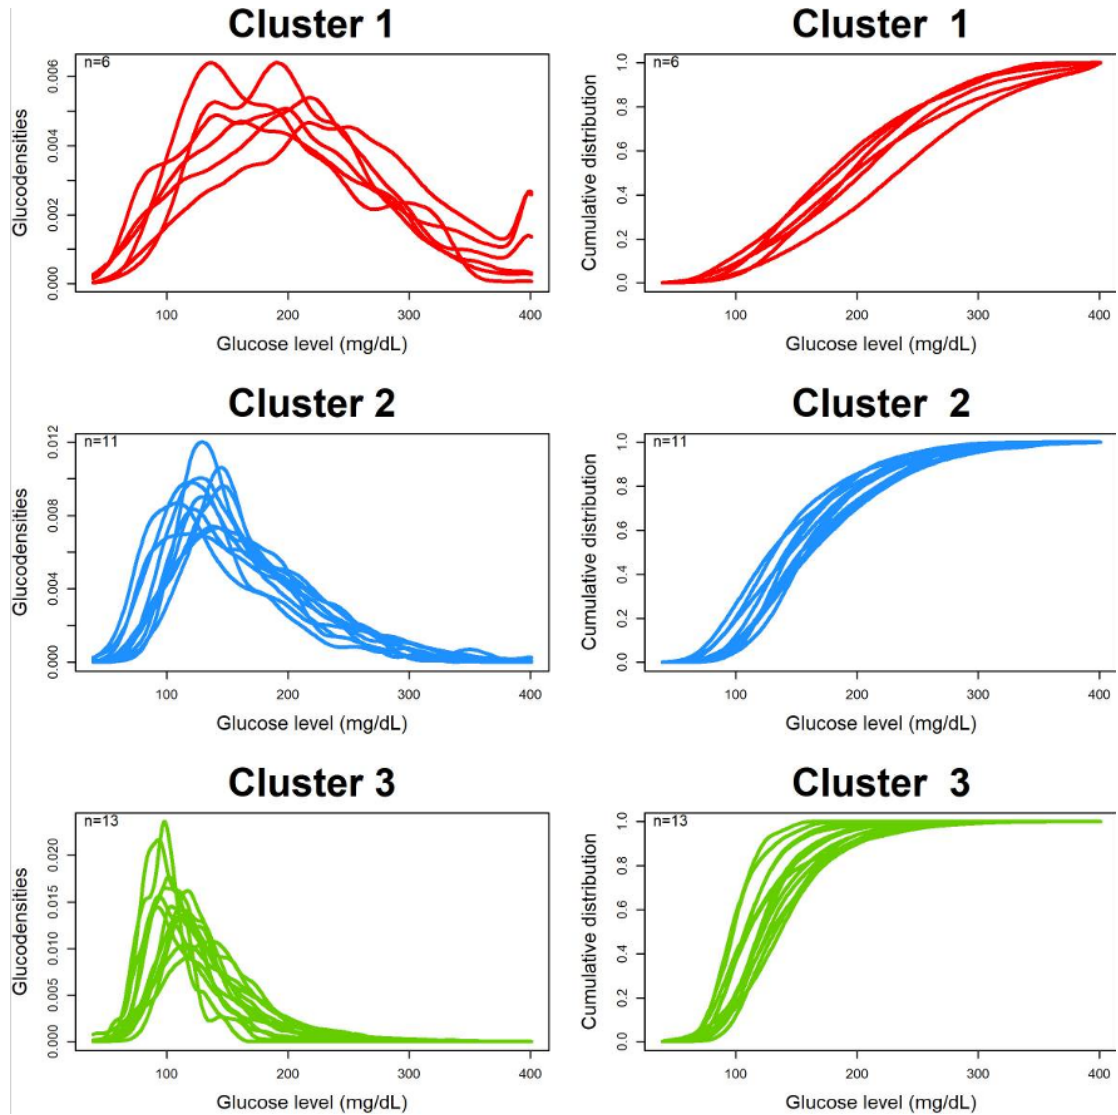 Cluster 1
n=6
Glucodensities
0.000
0.002
0.004
0.006
100
200
300
400
Glucose level (mg/dL)
Cluster 1
n=6
Cumulative distribution
0.0
0.2
0.4
0.6
0.8
1.0
100
200
300
400
Glucose level (mg/dL)
Cluster 2
n=11
Glucodensities
0.000
0.004
0.008
0.012
100
200
300
400
Glucose level (mg/dL)
Cluster 2
n=11
Cumulative distribution
0.0
0.2
0.4
0.6
0.8
1.0
100
200
300
400
Glucose level (mg/dL)
Cluster 3
n=13
Glucodensities
0.000
0.005
0.010
0.015
0.020
100
200
300
400
Glucose level (mg/dL)
Cluster 3
n=13
Cumulative distribution
0.0
0.2
0.4
0.6
0.8
1.0
100
200
300
400
Glucose level (mg/dL)